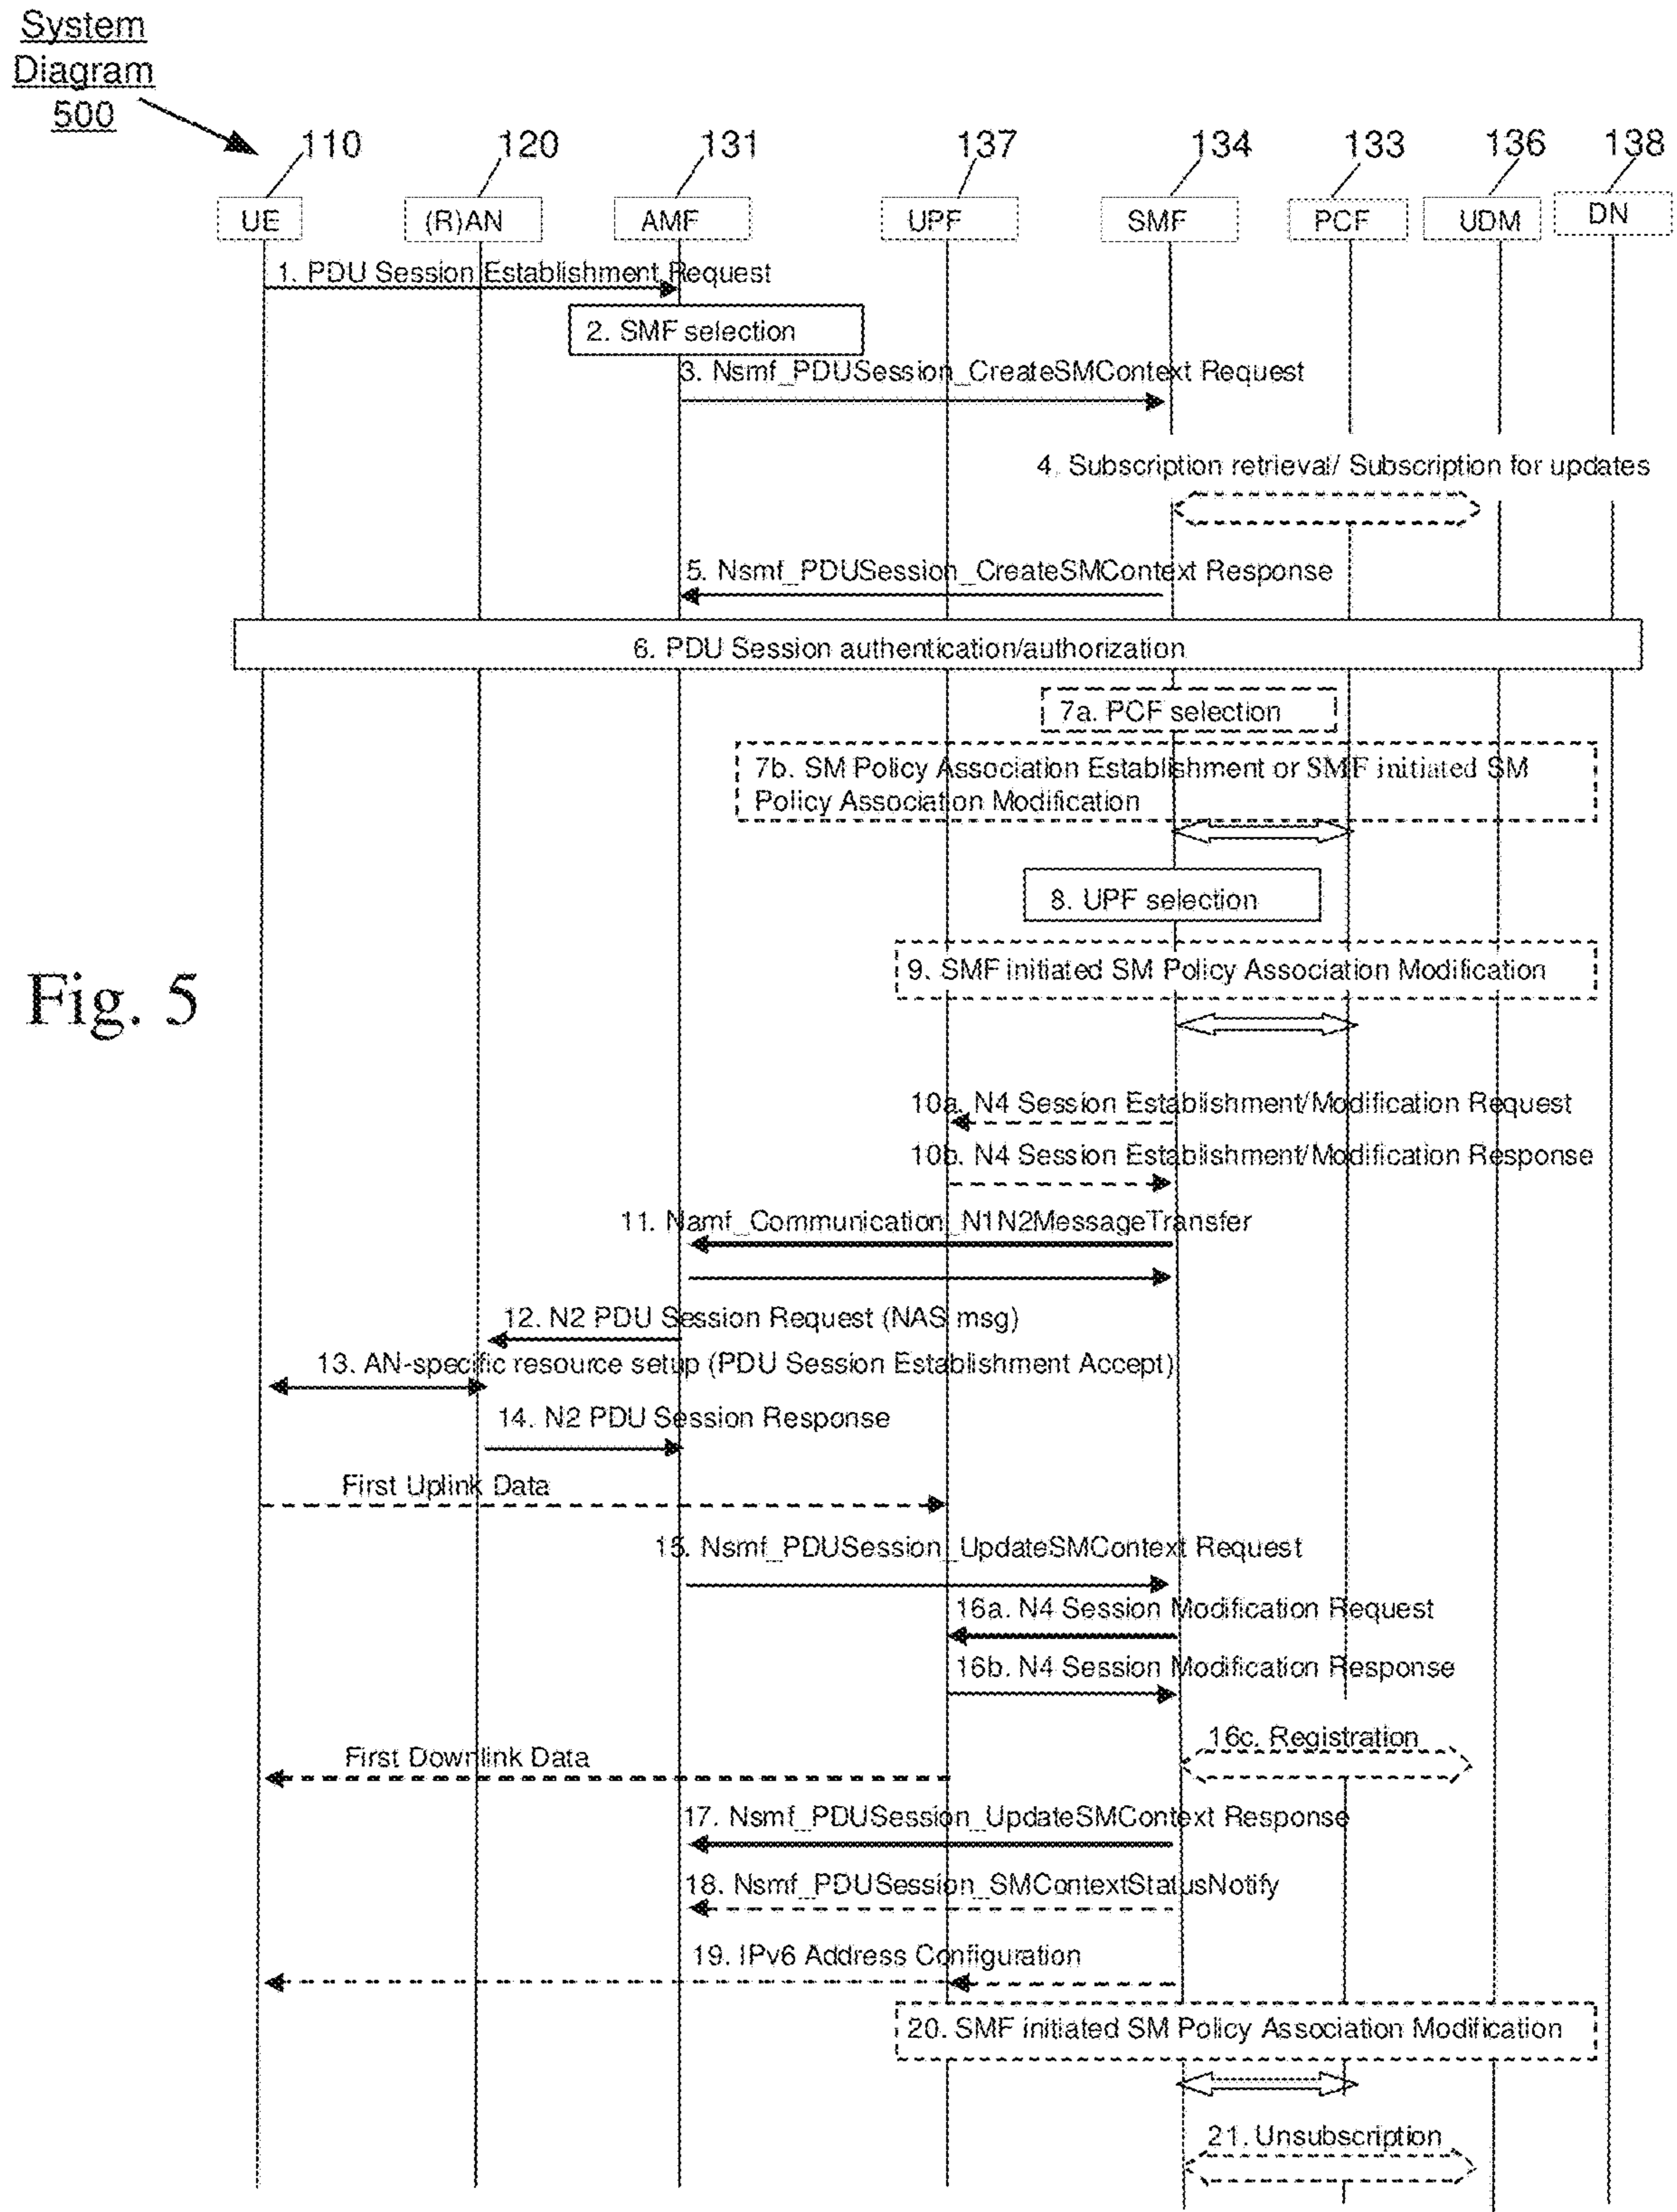 System
Diagram
500
110 120 131 137 134 133 136 138
UE (R)AN AMF UPF SMF PCF UDM DN
1. PDU Session Establishment Request
2. SMF selection
3. Nsmf_PDUSession_CreateSMContext Request
4. Subscription retrieval/ Subscription for updates
5. Nsmf_PDUSession_CreateSMContext Response
6. PDU Session authentication/authorization
7a. PCF selection
7b. SM Policy Association Establishment or SMF initiated SM
Policy Association Modification
8. UPF selection
9. SMF initiated SM Policy Association Modification
Fig. 5
10a. N4 Session Establishment/Modification Request
10b. N4 Session Establishment/Modification Response
11. Namf_Communication_N1N2MessageTransfer
12. N2 PDU Session Request (NAS msg)
13. AN-specific resource setup (PDU Session Establishment Accept)
14. N2 PDU Session Response
First Uplink Data
15. Nsmf_PDUSession_UpdateSMContext Request
16a. N4 Session Modification Request
16b. N4 Session Modification Response
16c. Registration
First Downlink Data
17. Nsmf_PDUSession_UpdateSMContext Response
18. Nsmf_PDUSession_SMContextStatusNotify
19. IPv6 Address Configuration
20. SMF initiated SM Policy Association Modification
21. Unsubscription